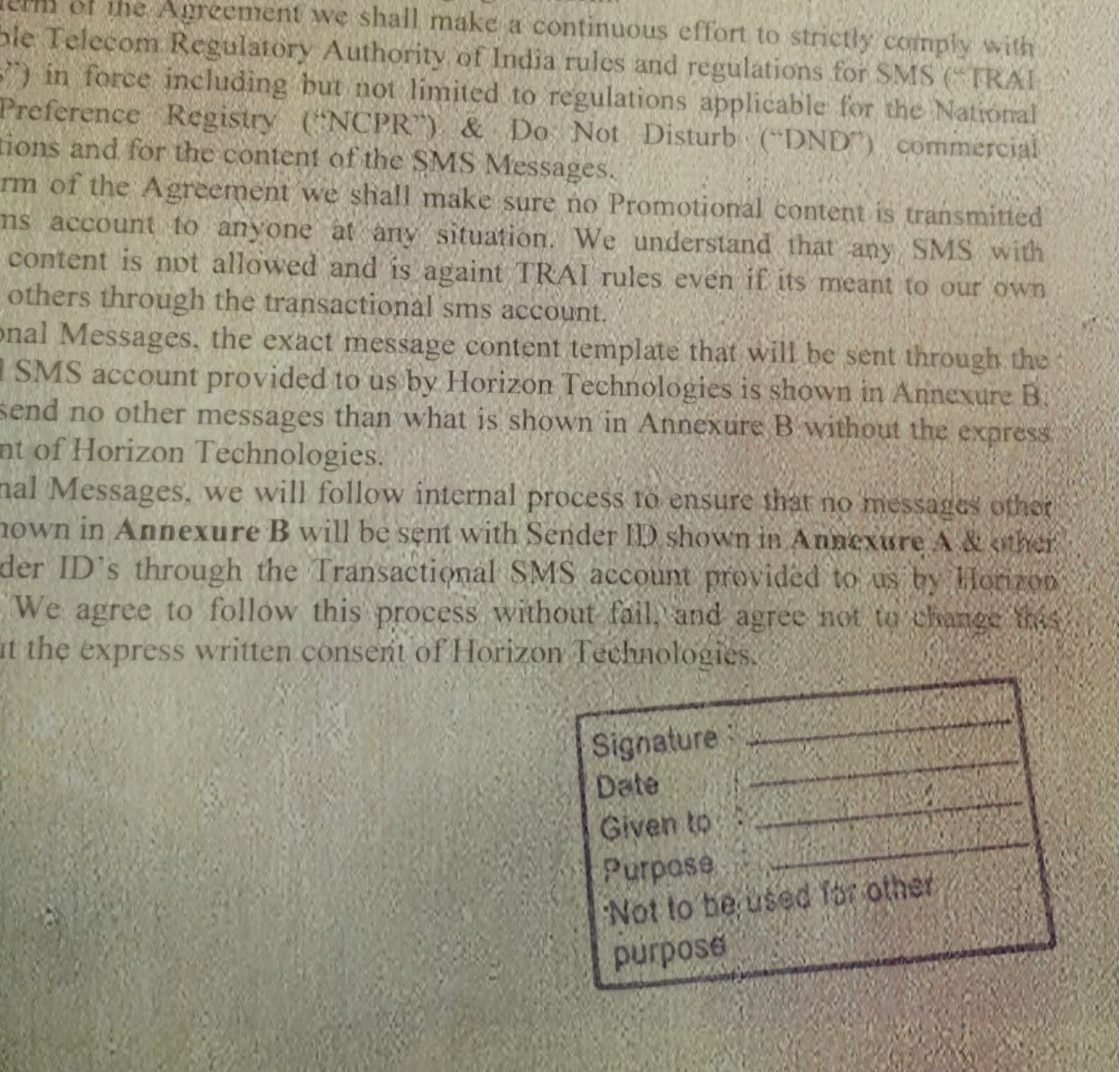 term of the Agreement we shall make a continuous effort to strictly comply with
ble Telecom Regulatory Authority of India rules and regulations for SMS (“TRAI
s”) in force including but not limited to regulations applicable for the National
Preference Registry (“NCPR”) & Do Not Disturb (“DND”) commercial
tions and for the content of the SMS Messages.
rm of the Agreement we shall make sure no Promotional content is transmitted
ms account to anyone at any situation. We understand that any SMS with
content is not allowed and is againt TRAI rules even if its meant to our own
others through the transactional sms account.
onal Messages, the exact message content template that will be sent through the
l SMS account provided to us by Horizon Technologies is shown in Annexure B.
send no other messages than what is shown in Annexure B without the express
nt of Horizon Technologies.
nal Messages, we will follow internal process to ensure that no messages other
hown in Annexure B will be sent with Sender ID shown in Annexure A & other
der ID’s through the Transactional SMS account provided to us by Horizon
We agree to follow this process without fail, and agree not to change this
ut the express written consent of Horizon Technologies.
Signature :
Date :
Given to :
Purpose :
Not to be used for other
purpose